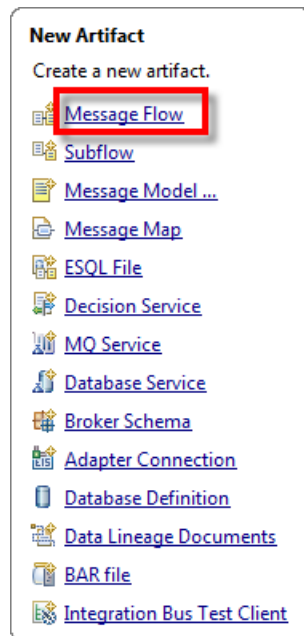 New Artifact
Create a new artifact.
Message Flow
Subflow
Message Model ...
Message Map
ESQL File
Decision Service
MQ Service
Database Service
Broker Schema
EIS Adapter Connection
Database Definition
Data Lineage Documents
BAR file
Integration Bus Test Client